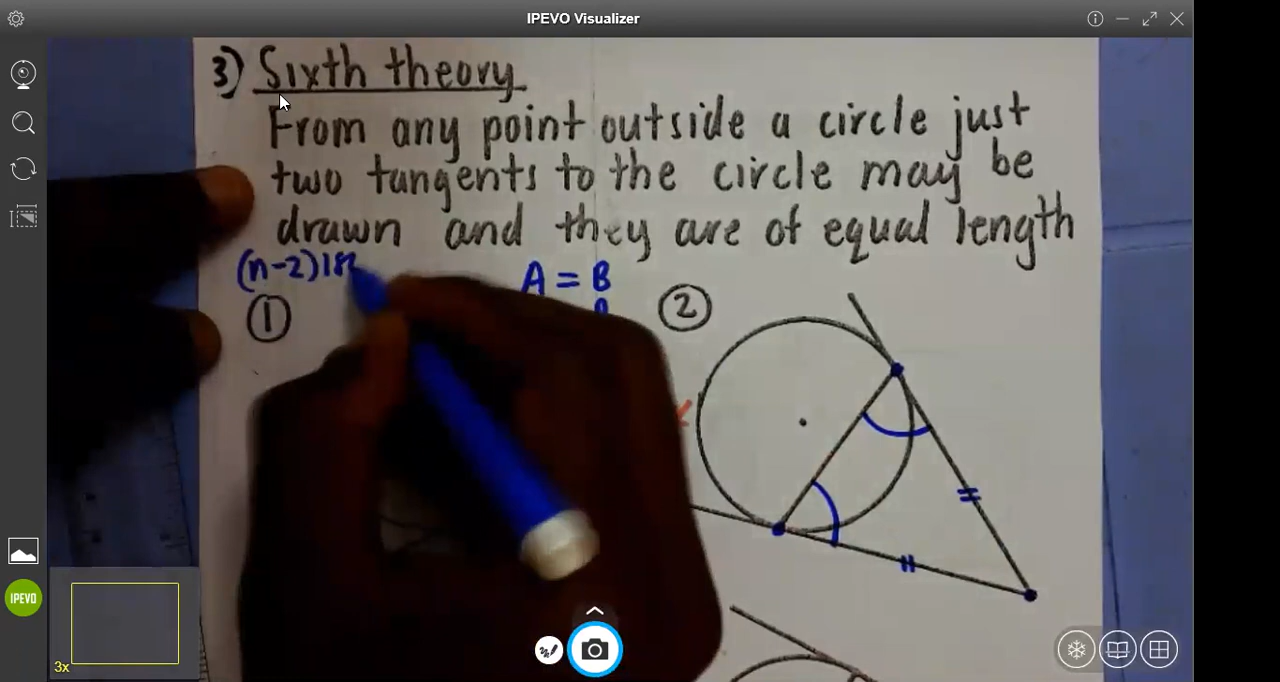 IPEVO Visualizer
3) Sixth theory
From any point outside a circle just
two tangents to the circle may be
drawn and they are of equal length
(n-2)18
A = B
1
2
IPEVO
3x